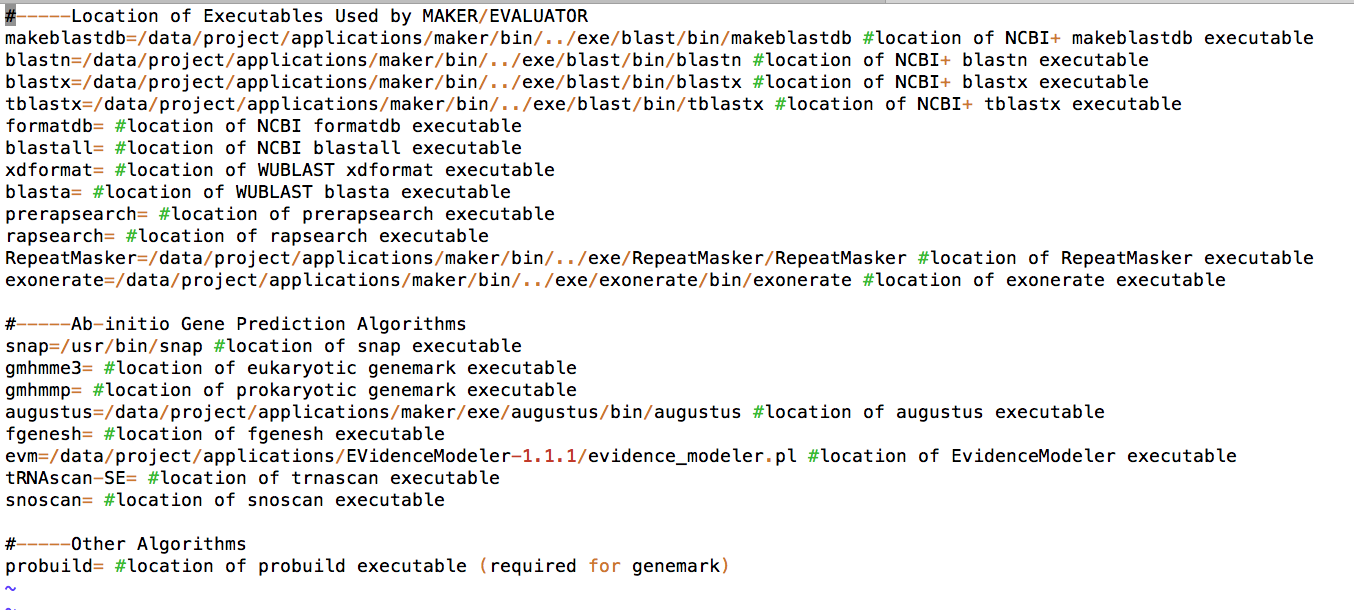 #-----Location of Executables Used by MAKER/EVALUATOR
makeblastdb=/data/project/applications/maker/bin/../exe/blast/bin/makeblastdb #location of NCBI+ makeblastdb executable
blastn=/data/project/applications/maker/bin/../exe/blast/bin/blastn #location of NCBI+ blastn executable
blastx=/data/project/applications/maker/bin/../exe/blast/bin/blastx #location of NCBI+ blastx executable
tblastx=/data/project/applications/maker/bin/../exe/blast/bin/tblastx #location of NCBI+ tblastx executable
formatdb= #location of NCBI formatdb executable
blastall= #location of NCBI blastall executable
xdformat= #location of WUBLAST xdformat executable
blasta= #location of WUBLAST blasta executable
prerapsearch= #location of prerapsearch executable
rapsearch= #location of rapsearch executable
RepeatMasker=/data/project/applications/maker/bin/../exe/RepeatMasker/RepeatMasker #location of RepeatMasker executable
exonerate=/data/project/applications/maker/bin/../exe/exonerate/bin/exonerate #location of exonerate executable

#-----Ab-initio Gene Prediction Algorithms
snap=/usr/bin/snap #location of snap executable
gmhmme3= #location of eukaryotic genemark executable
gmhmmp= #location of prokaryotic genemark executable
augustus=/data/project/applications/maker/exe/augustus/bin/augustus #location of augustus executable
fgenesh= #location of fgenesh executable
evm=/data/project/applications/EVidenceModeler-1.1.1/evidence_modeler.pl #location of EvidenceModeler executable
tRNAscan-SE= #location of trnascan executable
snoscan= #location of snoscan executable

#-----Other Algorithms
probuild= #location of probuild executable (required for genemark)
~
~